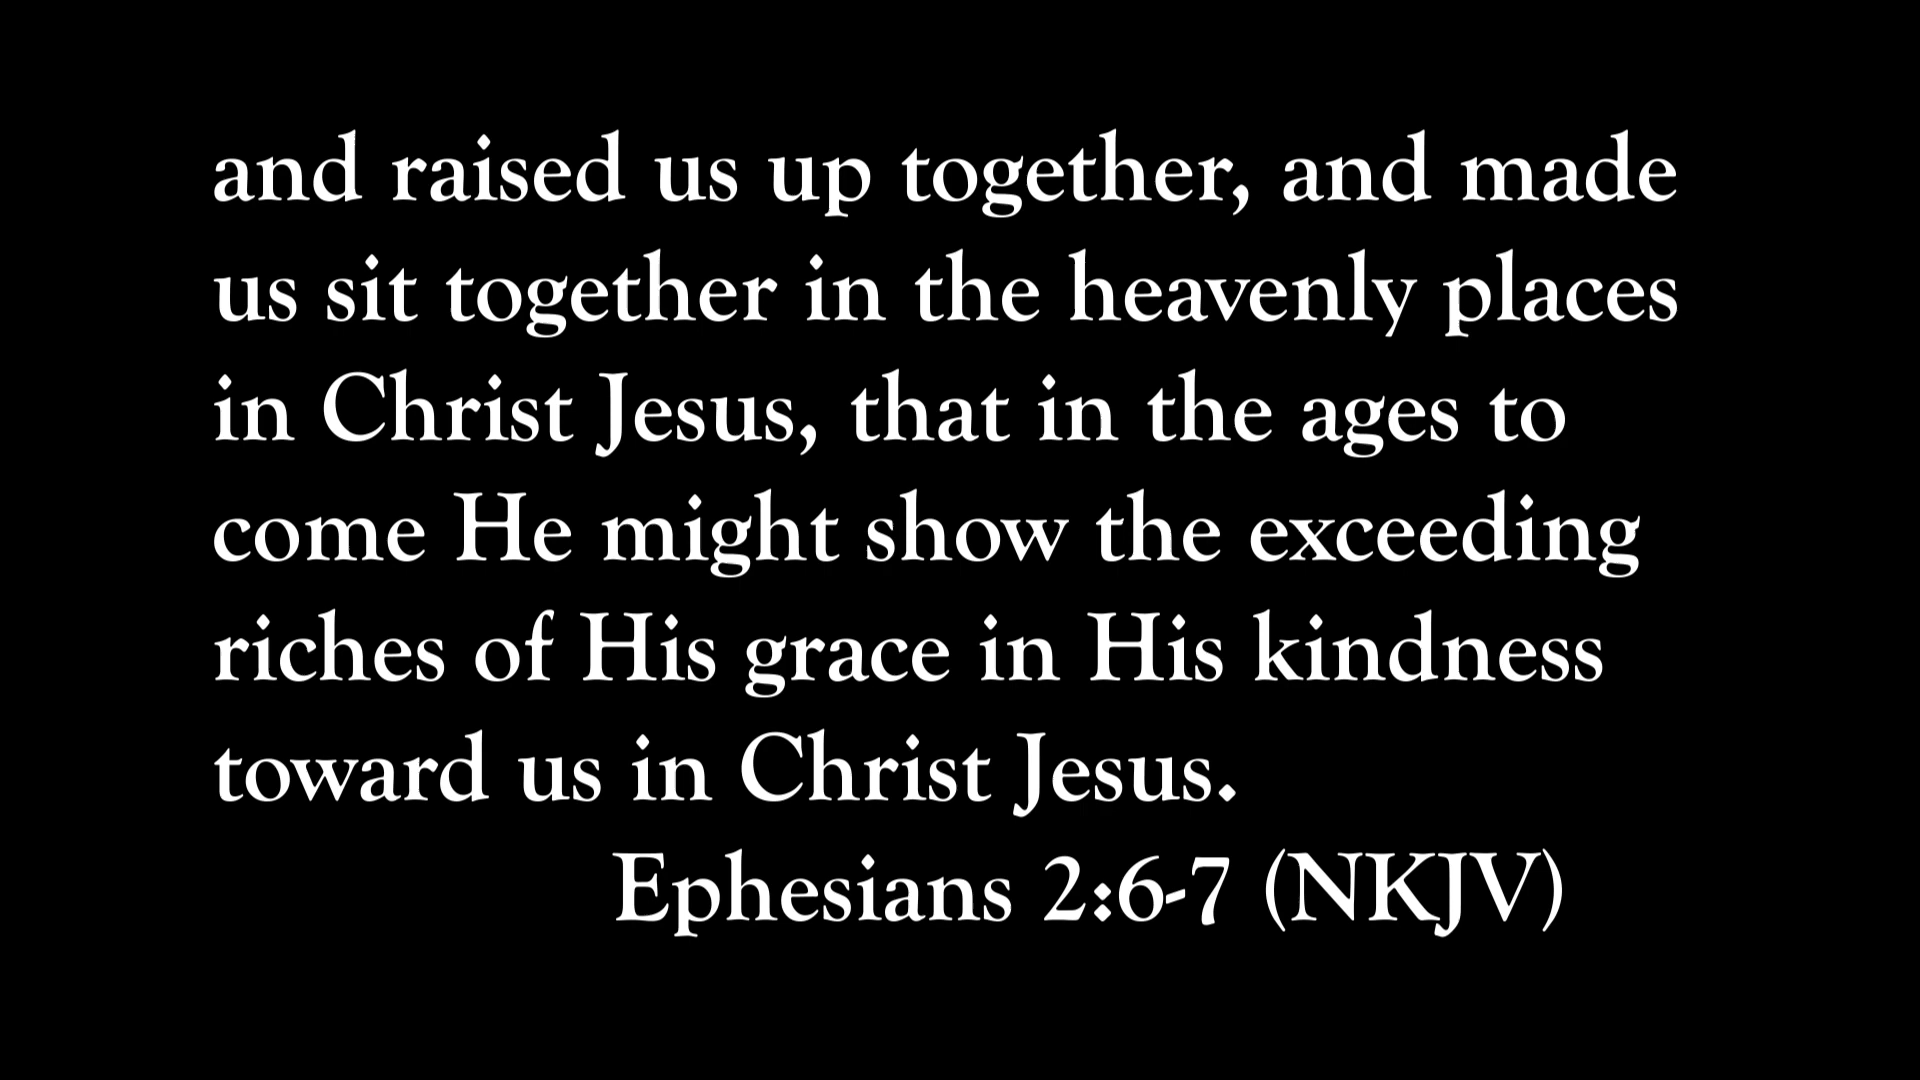 and raised us up together, and made
us sit together in the heavenly places
in Christ Jesus, that in the ages to
come He might show the exceeding
riches of His grace in His kindness
toward us in Christ Jesus.
Ephesians 2:6-7 (NKJV)